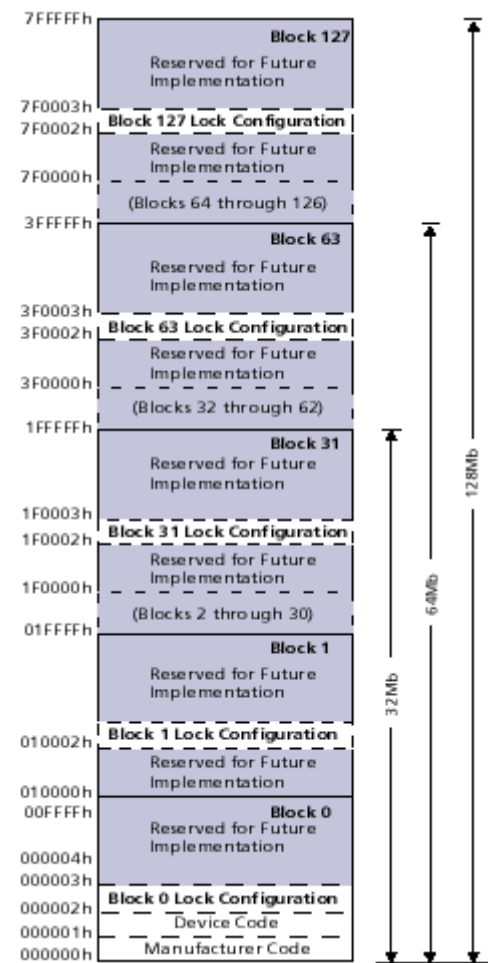 7FFFFFh
Block 127
Reserved for Future
Implementation
7F0003h
Block 127 Lock Configuration
7F0002h
Reserved for Future
Implementation
7F0000h
(Blocks 64 through 126)
3FFFFFh
Block 63
Reserved for Future
Implementation
3F0003h
Block 63 Lock Configuration
3F0002h
Reserved for Future
Implementation
3F0000h
(Blocks 32 through 62)
1FFFFFh
Block 31
Reserved for Future
Implementation
1F0003h
Block 31 Lock Configuration
1F0002h
Reserved for Future
Implementation
1F0000h
(Blocks 2 through 30)
01FFFFh
Block 1
Reserved for Future
Implementation
Block 1 Lock Configuration
010002h
Reserved for Future
Implementation
010000h
00FFFFh
Block 0
Reserved for Future
Implementation
000004h
000003h
Block 0 Lock Configuration
000002h
Device Code
000001h
Manufacturer Code
000000h
32Mb
64Mb
128Mb